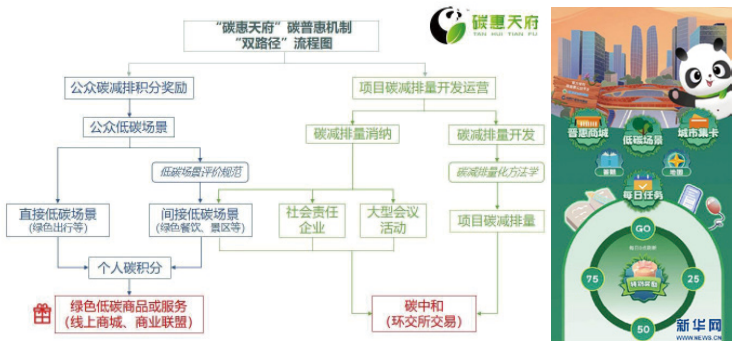 “碳惠天府”碳普惠机制
“双路径”流程图
碳惠天府
TAN HUI TIAN FU
公众碳减排积分奖励
项目碳减排量开发运营
公众低碳场景
碳减排量消纳
碳减排量开发
低碳场景评价规范
碳减排量化方法学
直接低碳场景
(绿色出行等)
间接低碳场景
(绿色餐饮、景区等)
社会责任
企业
大型会议
活动
项目碳减排量
个人碳积分
绿色低碳商品或服务
(线上商城、商业联盟)
碳中和
(环交所交易)
普惠商城
低碳场景
城市集卡
地图
每日任务
GO
75
25
50
新华网
WWW.NEWS.CN